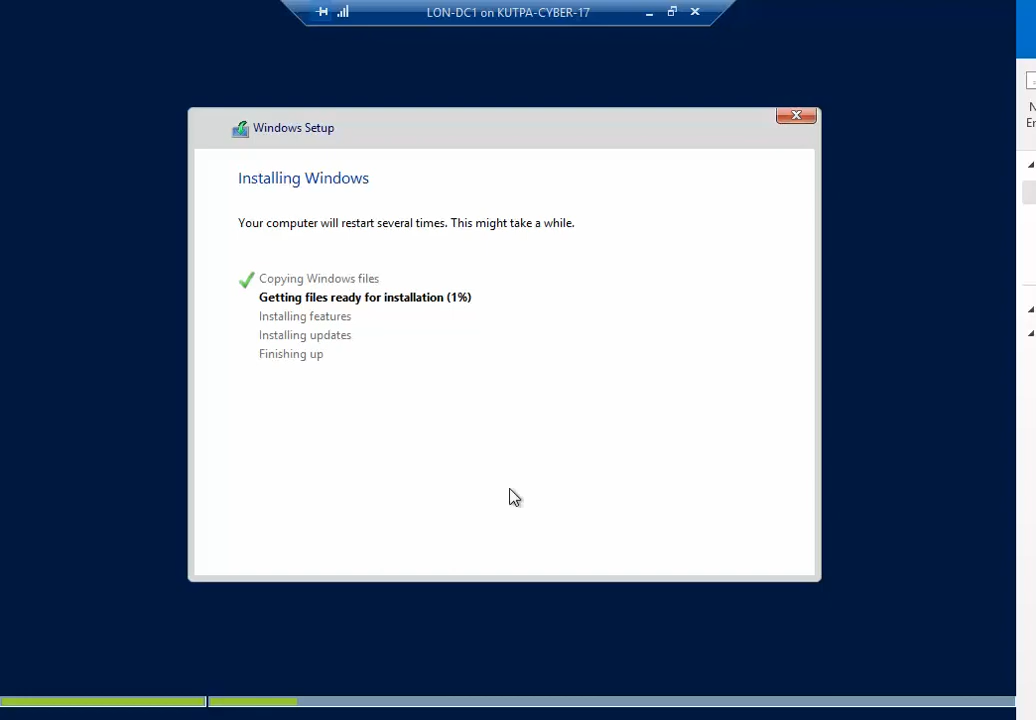 LON-DC1 on KUTPA-CYBER-17
Windows Setup
Installing Windows
Your computer will restart several times. This might take a while.
Copying Windows files
Getting files ready for installation (1%)
Installing features
Installing updates
Finishing up